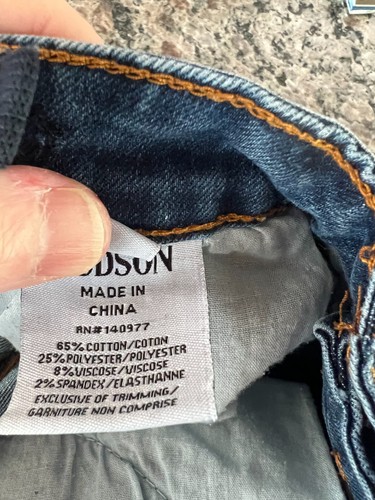 HUDSON
MADE IN
CHINA
RN#140977
65% COTTON/COTON
25% POLYESTER/POLYESTER
8% VISCOSE/VISCOSE
2% SPANDEX/ELASTHANNE
EXCLUSIVE OF TRIMMING/
GARNITURE NON COMPRISE